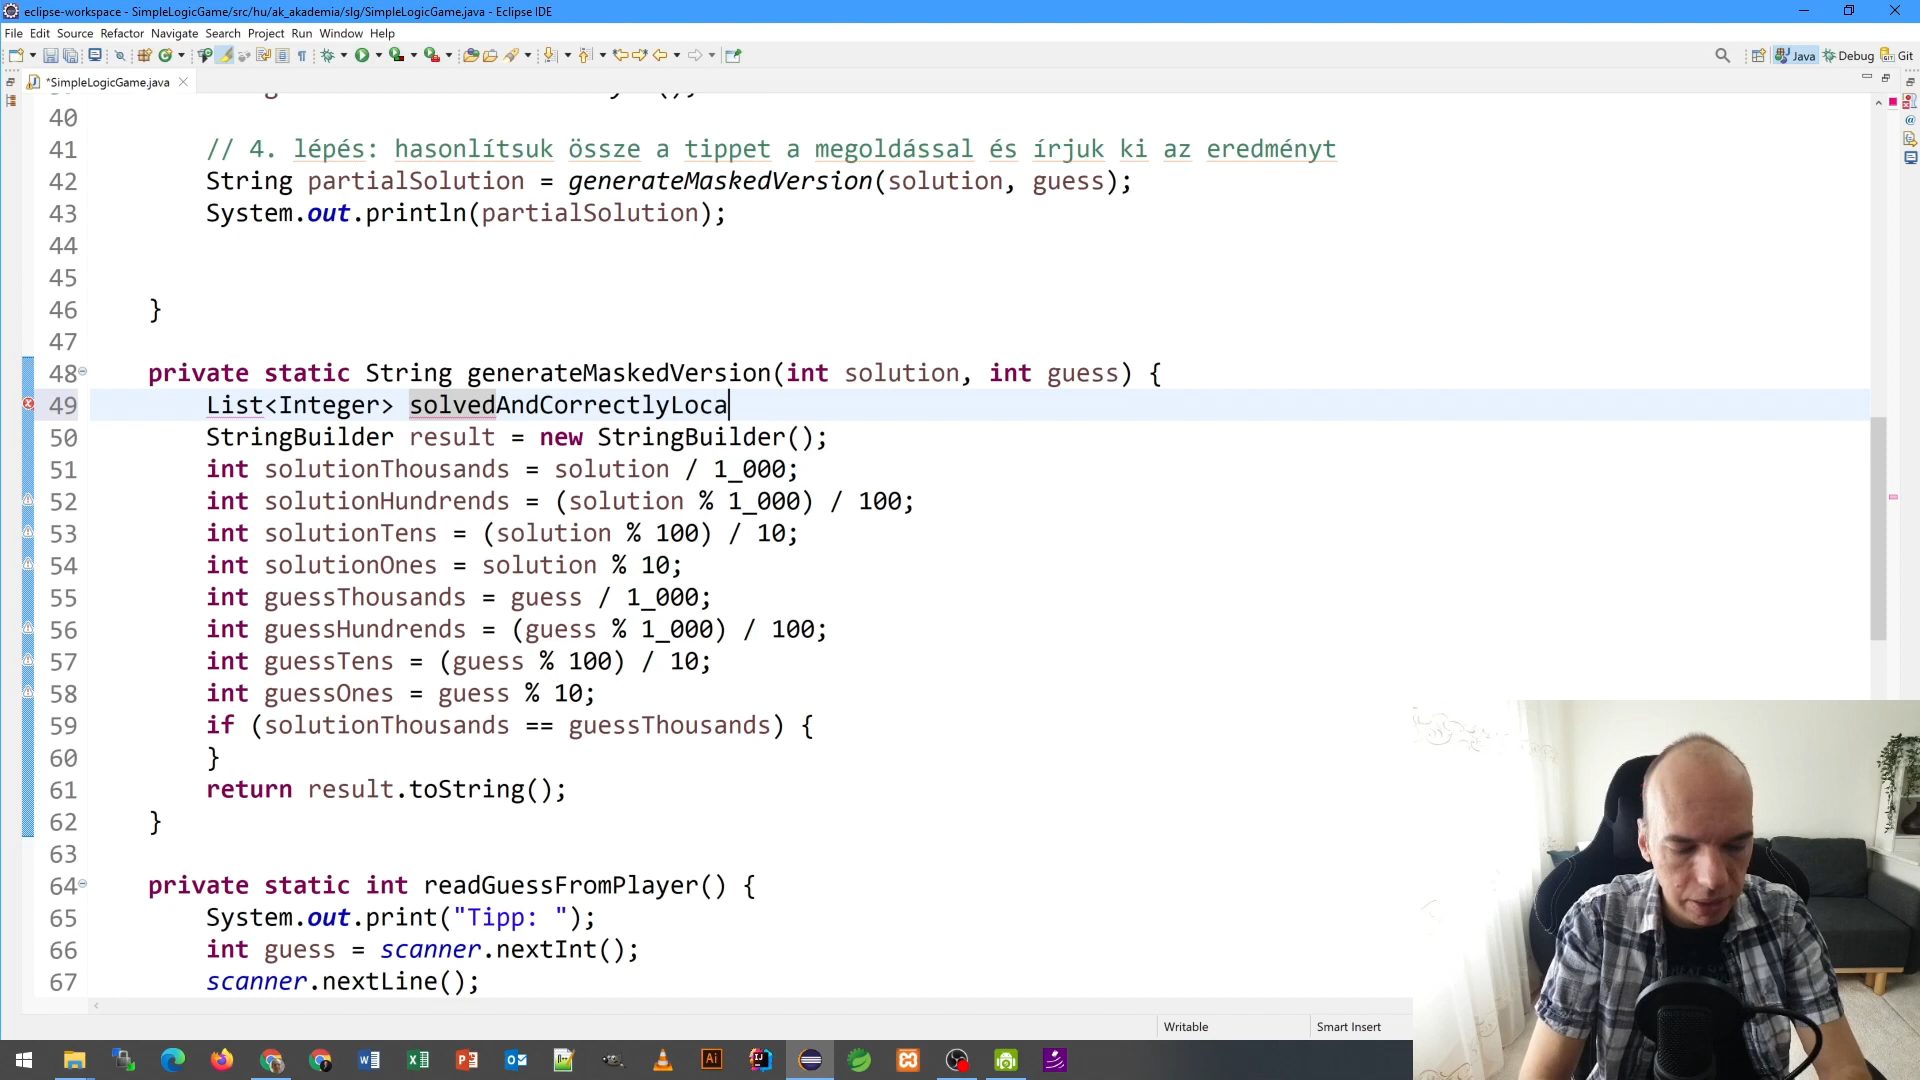 eclipse-workspace - SimpleLogicGame/src/hu/ak_akademia/slg/SimpleLogicGame.java - Eclipse IDE
File Edit Source Refactor Navigate Search Project Run Window Help
Java Debug Git
*SimpleLogicGame.java
40
41 // 4. lépés: hasonlítsuk össze a tippet a megoldással és írjuk ki az eredményt
42 String partialSolution = generateMaskedVersion(solution, guess);
43 System.out.println(partialSolution);
44
45
46 }
47
48 private static String generateMaskedVersion(int solution, int guess) {
49 List<Integer> solvedAndCorrectlyLoca
50 StringBuilder result = new StringBuilder();
51 int solutionThousands = solution / 1_000;
52 int solutionHundrends = (solution % 1_000) / 100;
53 int solutionTens = (solution % 100) / 10;
54 int solutionOnes = solution % 10;
55 int guessThousands = guess / 1_000;
56 int guessHundrends = (guess % 1_000) / 100;
57 int guessTens = (guess % 100) / 10;
58 int guessOnes = guess % 10;
59 if (solutionThousands == guessThousands) {
60 }
61 return result.toString();
62 }
63
64 private static int readGuessFromPlayer() {
65 System.out.print("Tipp: ");
66 int guess = scanner.nextInt();
67 scanner.nextLine();
Writable Smart Insert